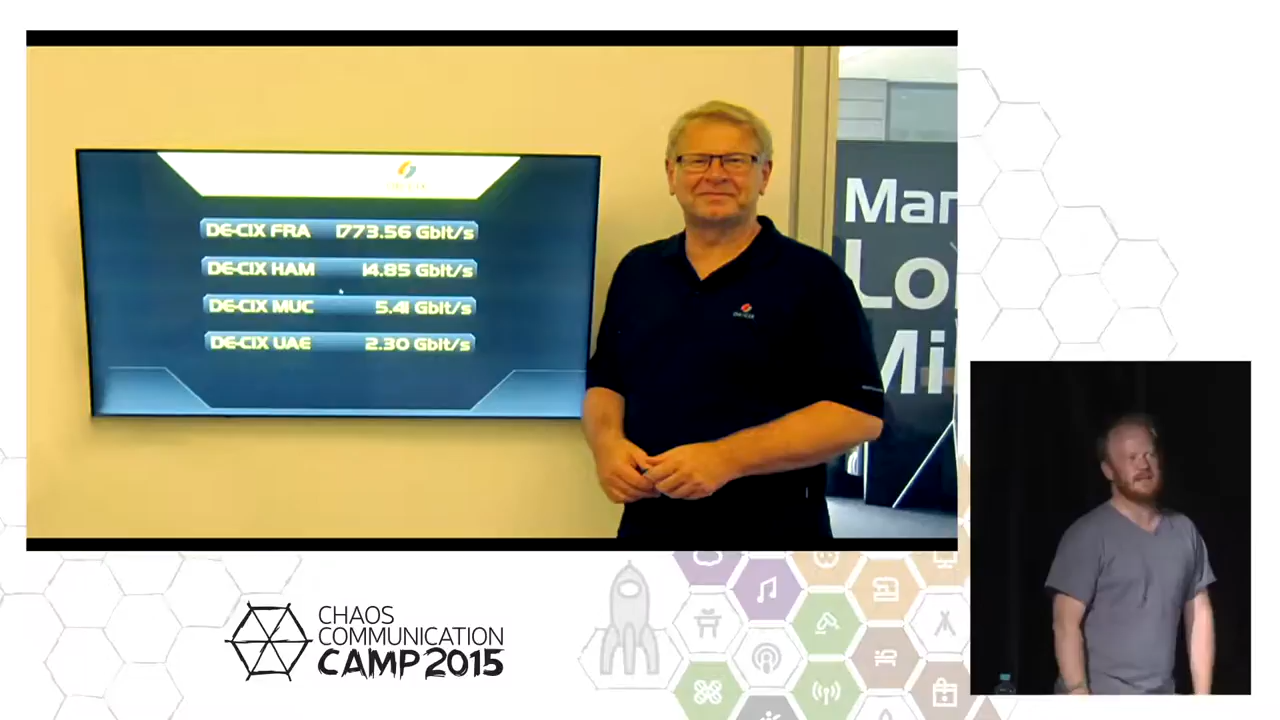 DE-CIX FRA 1773.56 Gbit/s
DE-CIX HAM 14.85 Gbit/s
DE-CIX MUC 5.41 Gbit/s
DE-CIX UAE 2.30 Gbit/s
Mar
Lo
Mi
CHAOS
COMMUNICATION
CAMP 2015